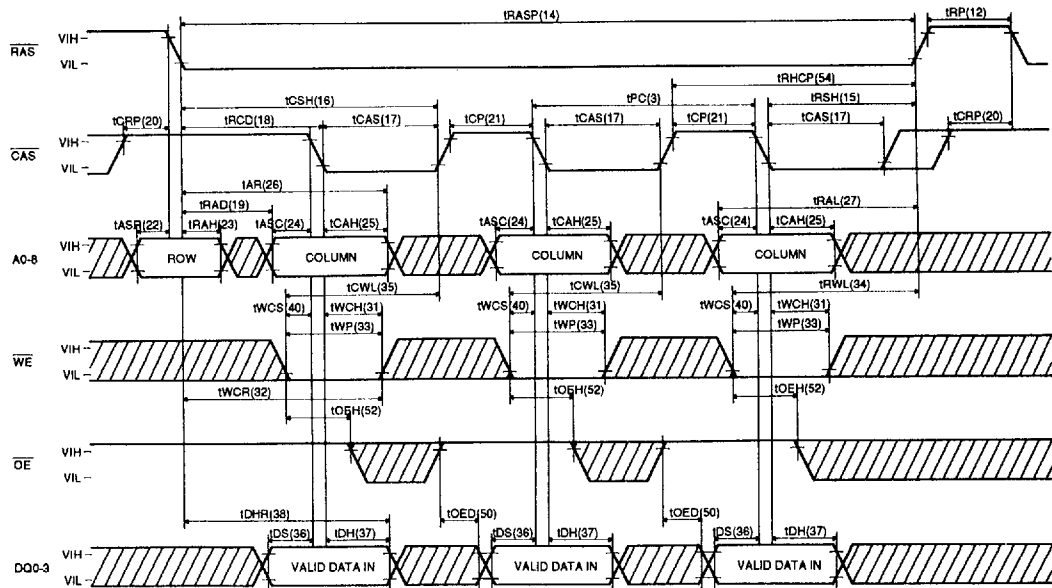 tRASP(14) tRP(12)
RAS VIH
VIL
tRHCP(54)
tCSH(16) tPC(3) tRSH(15)
tCRP(20) tRCD(18) tCAS(17) tCP(21) tCAS(17) tCP(21) tCAS(17) tCRP(20)
CAS VIH
VIL
tAR(26)
tRAD(19) tRAL(27)
tASR(22) tRAH(23) tASC(24) tCAH(25) tASC(24) tCAH(25) tASC(24) tCAH(25)
A0-8 VIH
VIL
ROW COLUMN COLUMN COLUMN
tCWL(35) tCWL(35) tRWL(34)
tWCS(40) tWCH(31) tWCS(40) tWCH(31) tWCS(40) tWCH(31)
tWP(33) tWP(33) tWP(33)
WE VIH
VIL
tWCR(32)
tOEH(52) tOEH(52) tOEH(52)
OE VIH
VIL
tDHR(38) tOED(50) tOED(50)
tDS(36) tDH(37) tDS(36) tDH(37) tDS(36) tDH(37)
DQ0-3 VIH
VIL
VALID DATA IN VALID DATA IN VALID DATA IN